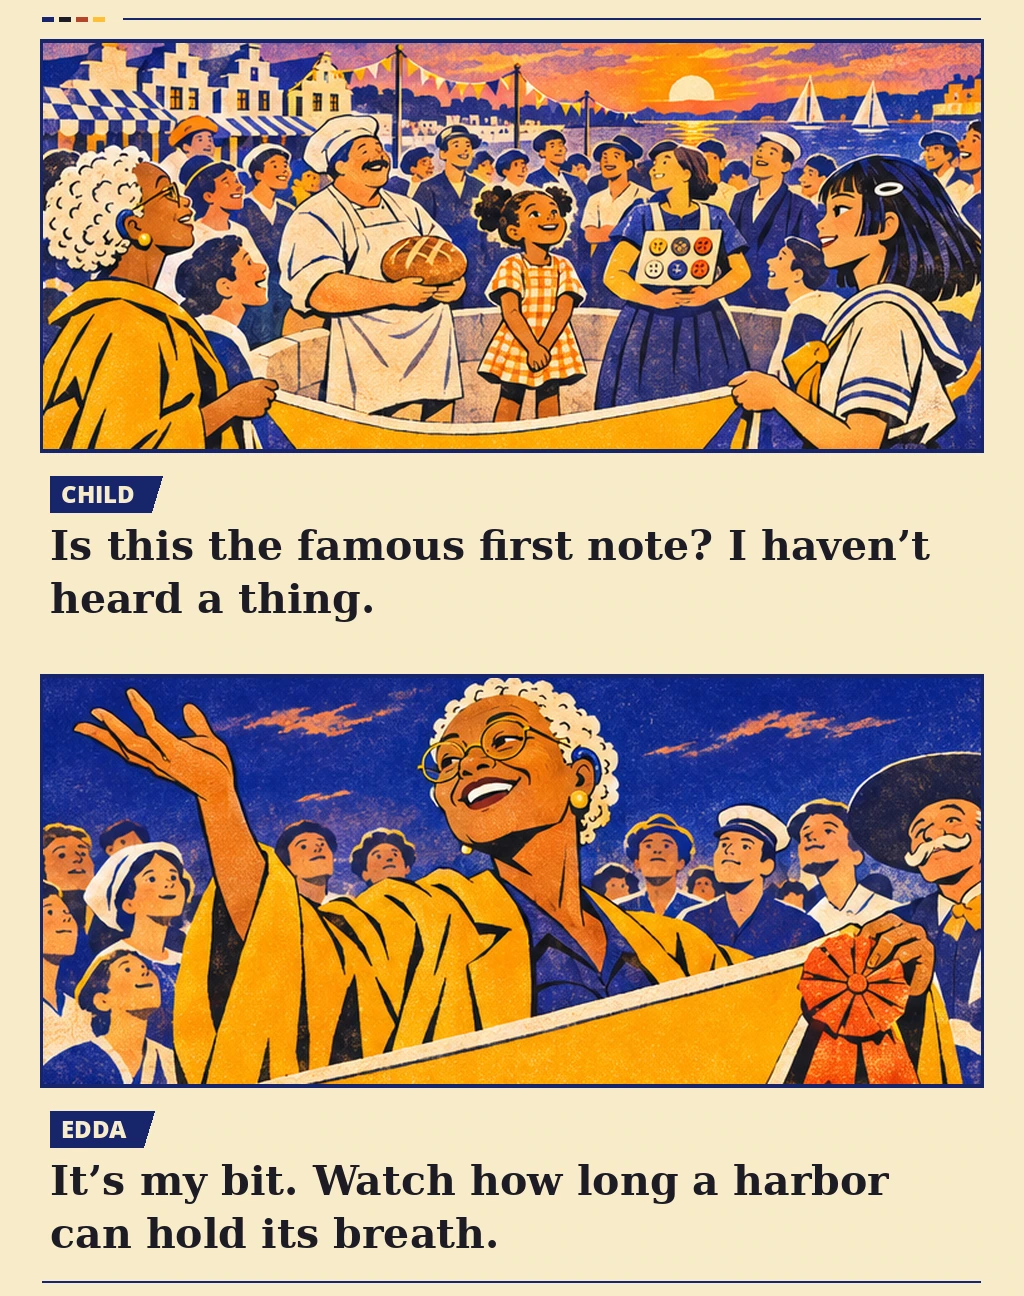 CHILD
Is this the famous first note? I haven’t
heard a thing.
EDDA
It’s my bit. Watch how long a harbor
can hold its breath.